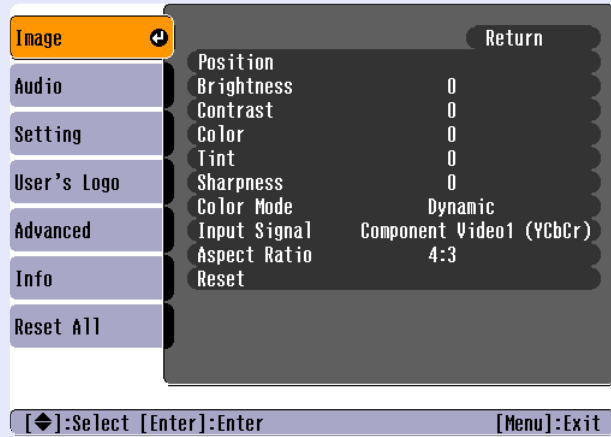 Image
Audio
Setting
User's Logo
Advanced
Info
Reset All
Return
Position
Brightness 0
Contrast 0
Color 0
Tint 0
Sharpness 0
Color Mode Dynamic
Input Signal Component Video1 (YCbCr)
Aspect Ratio 4:3
Reset
[◆]:Select [Enter]:Enter [Menu]:Exit